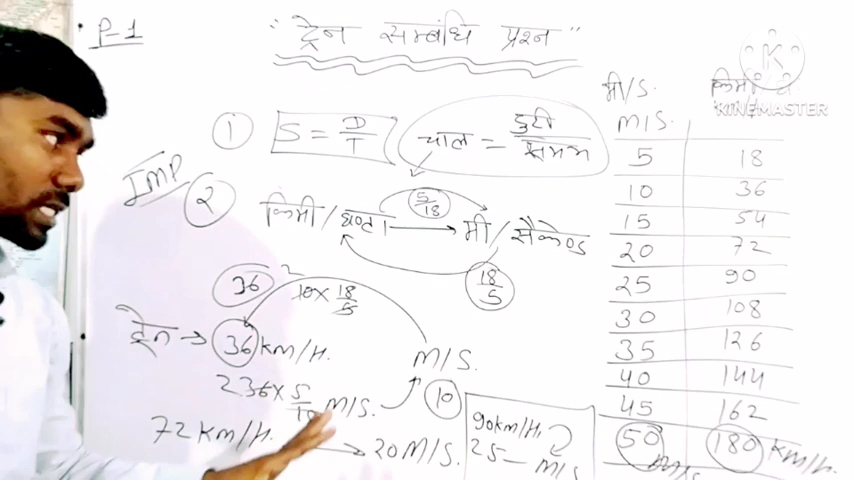 P-1
"ट्रेन सम्बंधि प्रश्न"
① S = D/T चाल = दुरी/समय
IMP
② किमी/घण्टा 5/18 → मी/सैकेण्ड
18/5
36
10 × 18/5
ट्रेन → 36 km/H.
M/S.
2 36 × 5/18 M/S.
10
72 KM/H. → 20 M/S.
90 km/H.
25 — M/S
मी/S. किमी
M/S.
5 18
10 36
15 54
20 72
25 90
30 108
35 126
40 144
45 162
50 180 km/H.
M/S
K
KINEMASTER